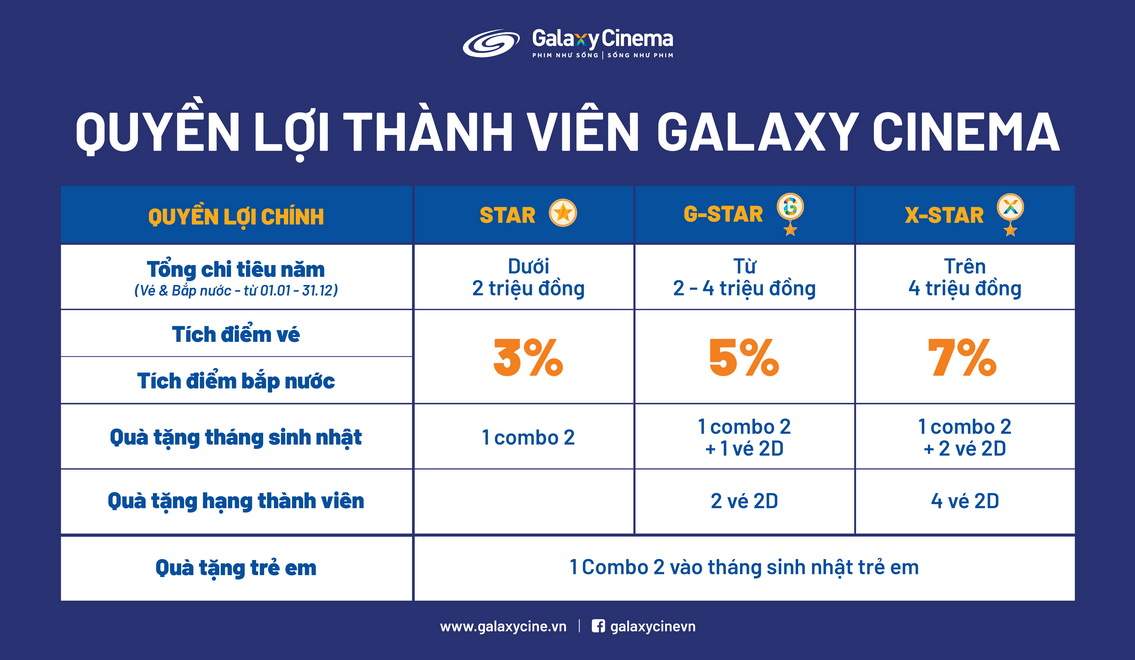 Galaxy Cinema
PHIM NHƯ SỐNG | SỐNG NHƯ PHIM
QUYỀN LỢI THÀNH VIÊN GALAXY CINEMA
QUYỀN LỢI CHÍNH
STAR
G-STAR
X-STAR
Tổng chi tiêu năm
(Vé & Bắp nước - từ 01.01 - 31.12)
Dưới
2 triệu đồng
Từ
2 - 4 triệu đồng
Trên
4 triệu đồng
Tích điểm vé
Tích điểm bắp nước
3%
5%
7%
Quà tặng tháng sinh nhật
1 combo 2
1 combo 2
+ 1 vé 2D
1 combo 2
+ 2 vé 2D
Quà tặng hạng thành viên
2 vé 2D
4 vé 2D
Quà tặng trẻ em
1 Combo 2 vào tháng sinh nhật trẻ em
www.galaxycine.vn | galaxycinevn